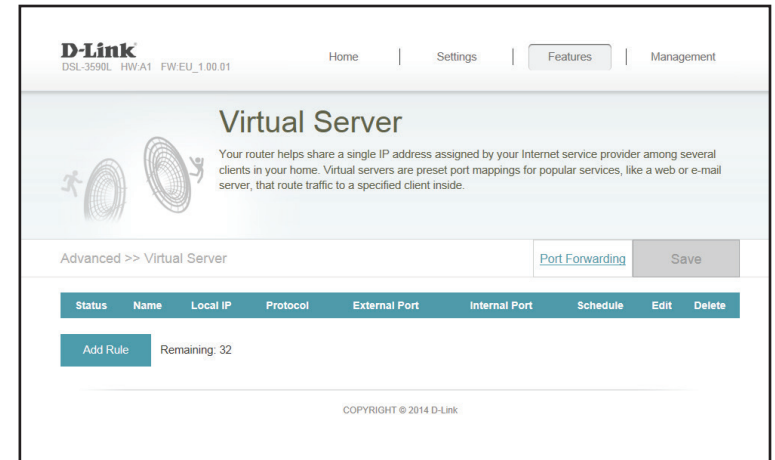 D-Link
DSL-3590L HW:A1 FW:EU_1.00.01
Home Settings Features Management
Virtual Server
Your router helps share a single IP address assigned by your Internet service provider among several
clients in your home. Virtual servers are preset port mappings for popular services, like a web or e-mail
server, that route traffic to a specified client inside.
Advanced >> Virtual Server Port Forwarding Save
Status Name Local IP Protocol External Port Internal Port Schedule Edit Delete
Add Rule Remaining: 32
COPYRIGHT © 2014 D-Link